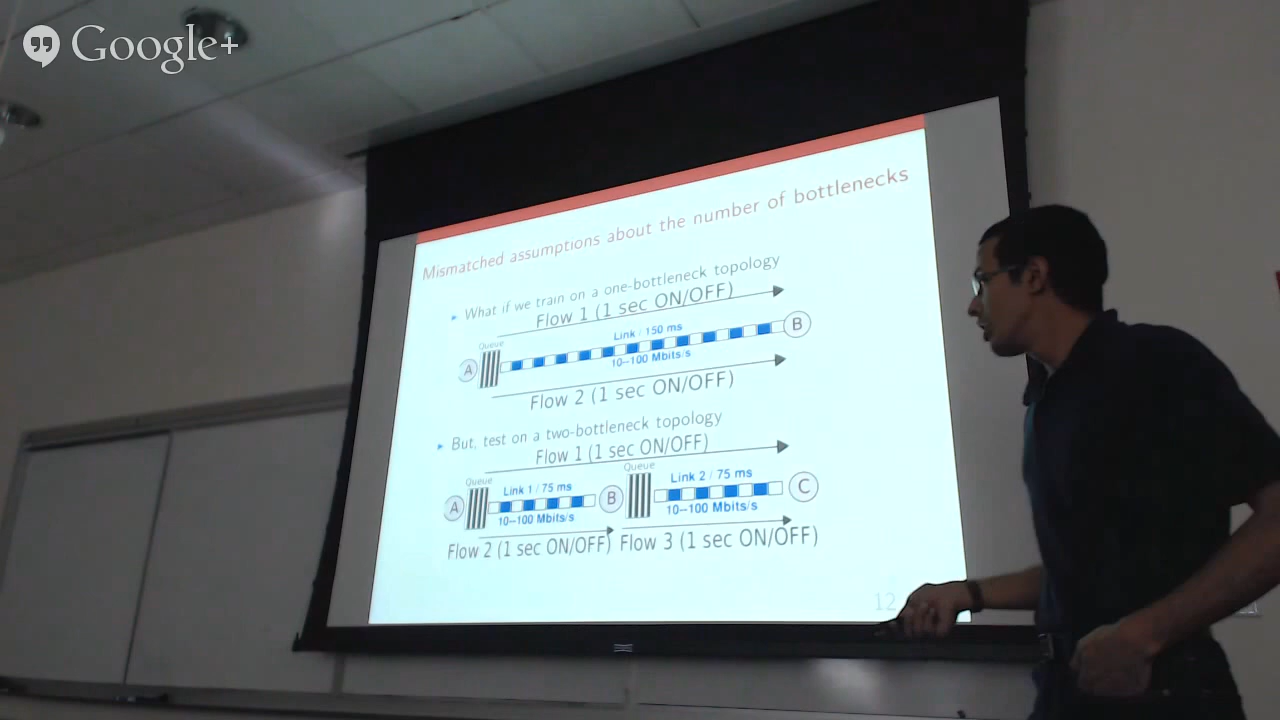 Google+
Mismatched assumptions about the number of bottlenecks
▸ What if we train on a one-bottleneck topology
Flow 1 (1 sec ON/OFF)
Queue
Link / 150 ms
A
B
10–100 Mbits/s
Flow 2 (1 sec ON/OFF)
▸ But, test on a two-bottleneck topology
Flow 1 (1 sec ON/OFF)
Queue
Queue
Link 1 / 75 ms
Link 2 / 75 ms
A
B
C
10–100 Mbits/s
10–100 Mbits/s
Flow 2 (1 sec ON/OFF)
Flow 3 (1 sec ON/OFF)
12